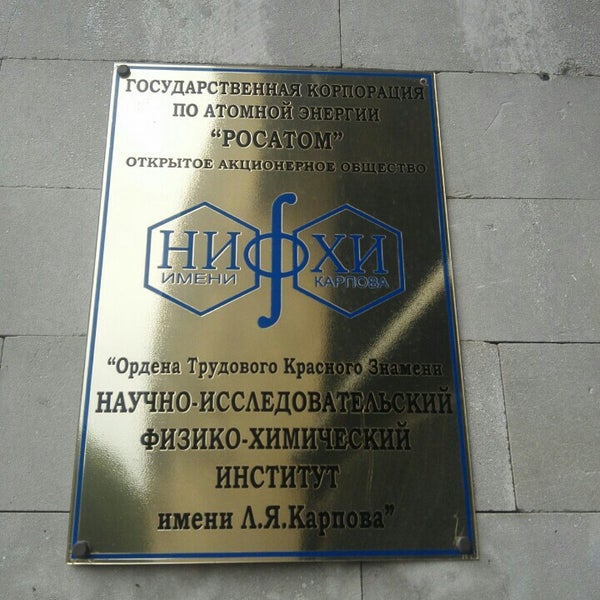 ГОСУДАРСТВЕННАЯ КОРПОРАЦИЯ
ПО АТОМНОЙ ЭНЕРГИИ
“РОСАТОМ”
ОТКРЫТОЕ АКЦИОНЕРНОЕ ОБЩЕСТВО
НИФХИ
ИМЕНИ КАРПОВА
“Ордена Трудового Красного Знамени
НАУЧНО-ИССЛЕДОВАТЕЛЬСКИЙ
ФИЗИКО-ХИМИЧЕСКИЙ
ИНСТИТУТ
имени Л.Я.Карпова”